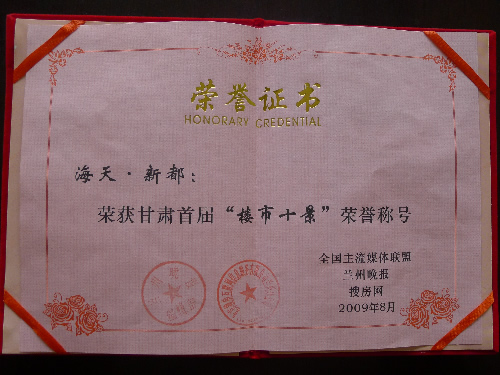 荣誉证书
HONORARY CREDENTIAL
海天·新都：
荣获甘肃首届“楼市十景”荣誉称号
全国主流媒体联盟
兰州晚报
搜房网
2009年8月